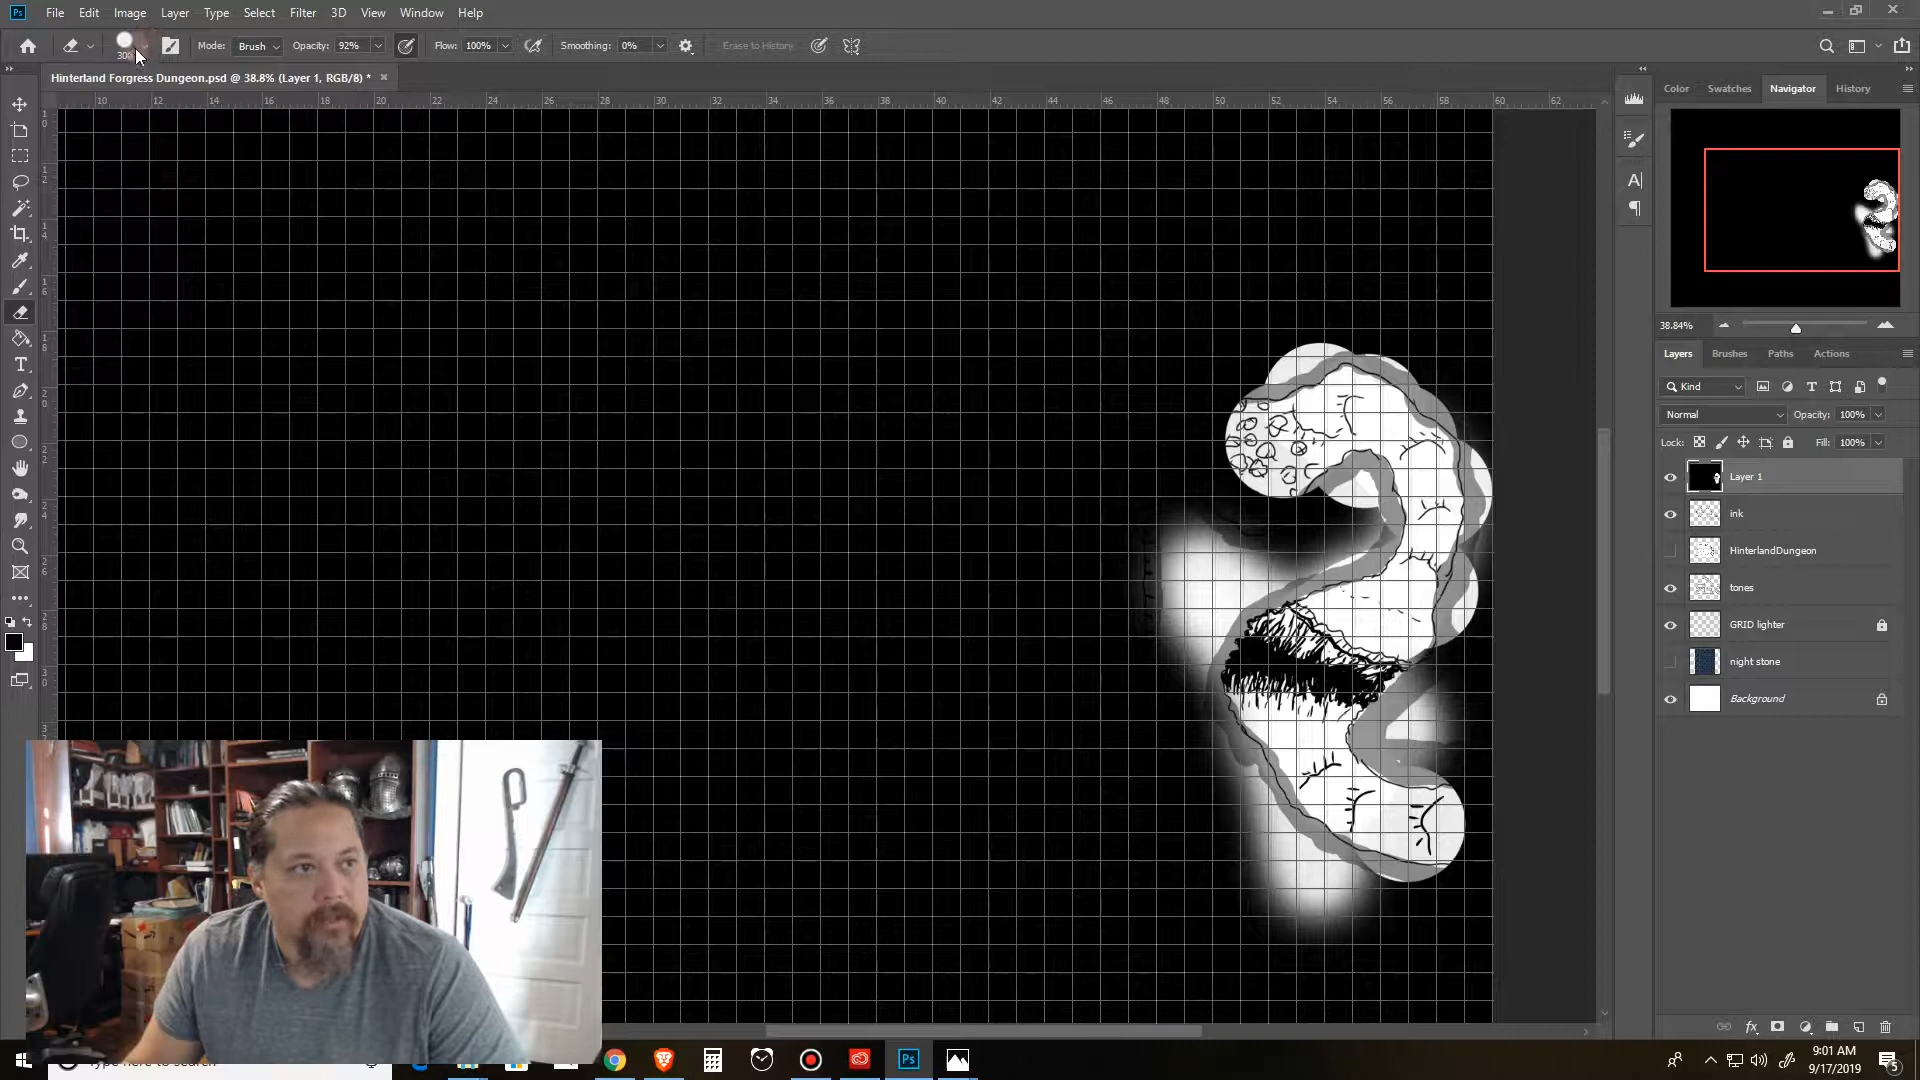 Ps File Edit Image Layer Type Select Filter 3D View Window Help
Mode: Brush Opacity: 92% Flow: 100% Smoothing: 0% Erase to History
Hinterland Forgress Dungeon.psd @ 38.8% (Layer 1, RGB/8) * ×
10 12 14 16 18 20 22 24 26 28 30 32 34 36 38 40 42 44 46 48 50 52 54 56 58 60 62
Color Swatches Navigator History
38.84%
Layers Brushes Paths Actions
Kind
Normal Opacity: 100%
Lock: Fill: 100%
Layer 1
ink
HinterlandDungeon
tones
GRID lighter
night stone
Background
fx
Ps
9:01 AM
9/17/2019
5